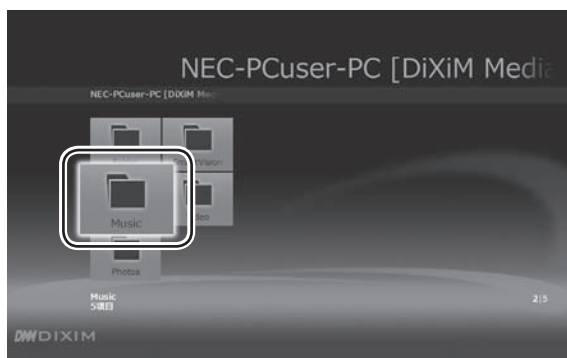 NEC-PCuser-PC [DiXiM Media
NEC-PCuser-PC [DiXiM Me
Music
Photos
Music
5項目
2|5
DIXIM